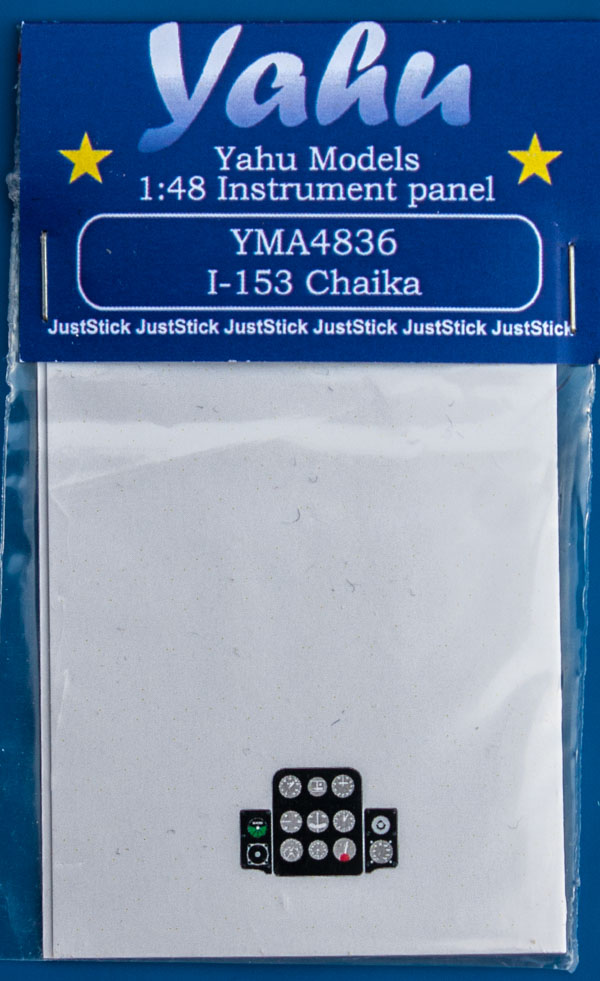 Yahu
Yahu Models
1:48 Instrument panel
YMA4836
I-153 Chaika
JustStick JustStick JustStick JustStick JustStick JustStick